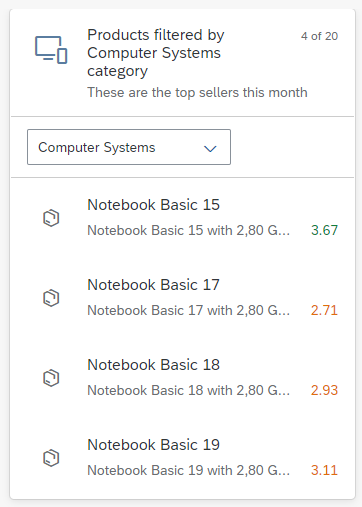 Products filtered by
4 of 20
Computer Systems
category
These are the top sellers this month
Computer Systems
Notebook Basic 15
Notebook Basic 15 with 2,80 G... 3.67
Notebook Basic 17
Notebook Basic 17 with 2,80 G... 2.71
Notebook Basic 18
Notebook Basic 18 with 2,80 G... 2.93
Notebook Basic 19
Notebook Basic 19 with 2,80 G... 3.11